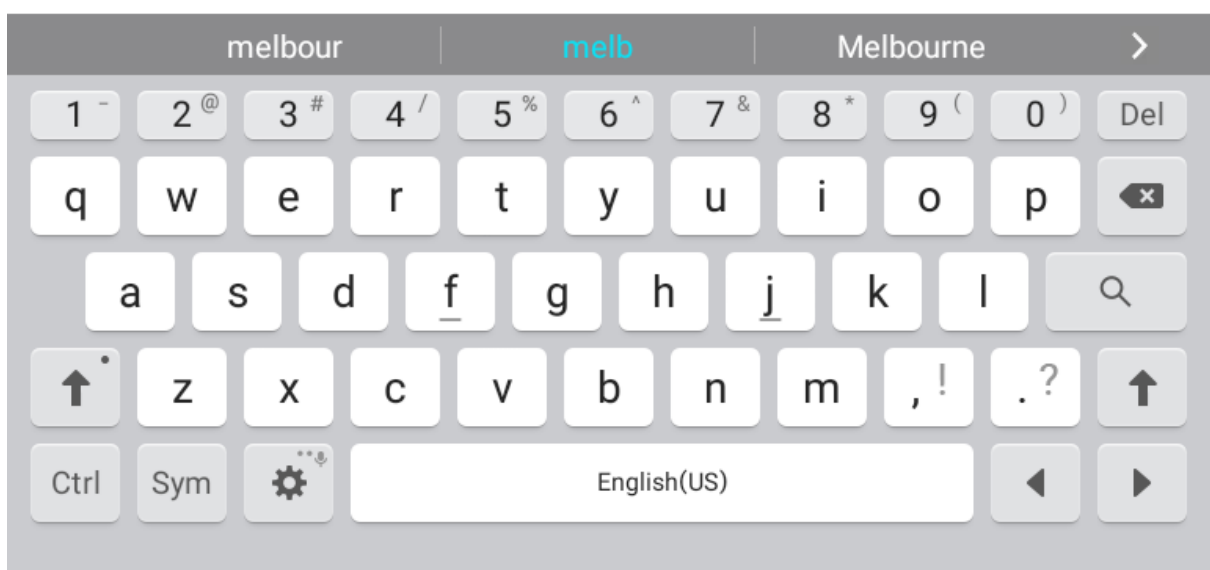 melbour melb Melbourne
1 - 2 @ 3 # 4 / 5 % 6 ^ 7 & 8 * 9 ( 0 ) Del
q w e r t y u i o p
a s d f g h j k l
z x c v b n m , ! . ?
Ctrl Sym ** English(US)